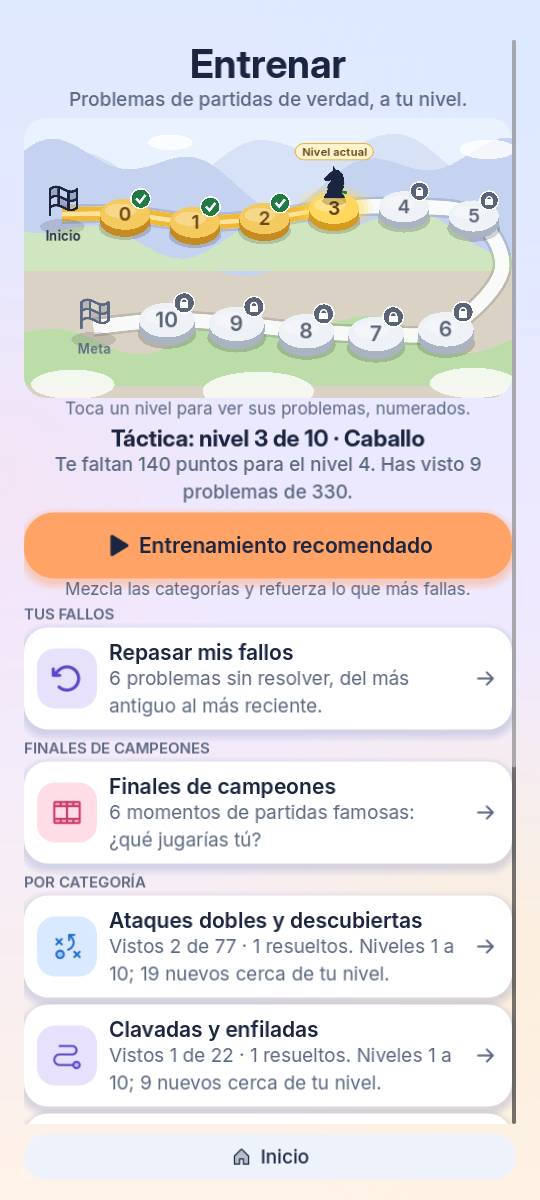 Entrenar
Problemas de partidas de verdad, a tu nivel.
Nivel actual
0
1
2
3
4
5
Inicio
10
9
8
7
6
Meta
Toca un nivel para ver sus problemas, numerados.
Táctica: nivel 3 de 10 · Caballo
Te faltan 140 puntos para el nivel 4. Has visto 9
problemas de 330.
Entrenamiento recomendado
Mezcla las categorías y refuerza lo que más fallas.
TUS FALLOS
Repasar mis fallos
6 problemas sin resolver, del más
antiguo al más reciente.
FINALES DE CAMPEONES
Finales de campeones
6 momentos de partidas famosas:
¿qué jugarías tú?
POR CATEGORÍA
Ataques dobles y descubiertas
Vistos 2 de 77 · 1 resueltos. Niveles 1 a
10; 19 nuevos cerca de tu nivel.
Clavadas y enfiladas
Vistos 1 de 22 · 1 resueltos. Niveles 1 a
10; 9 nuevos cerca de tu nivel.
Inicio